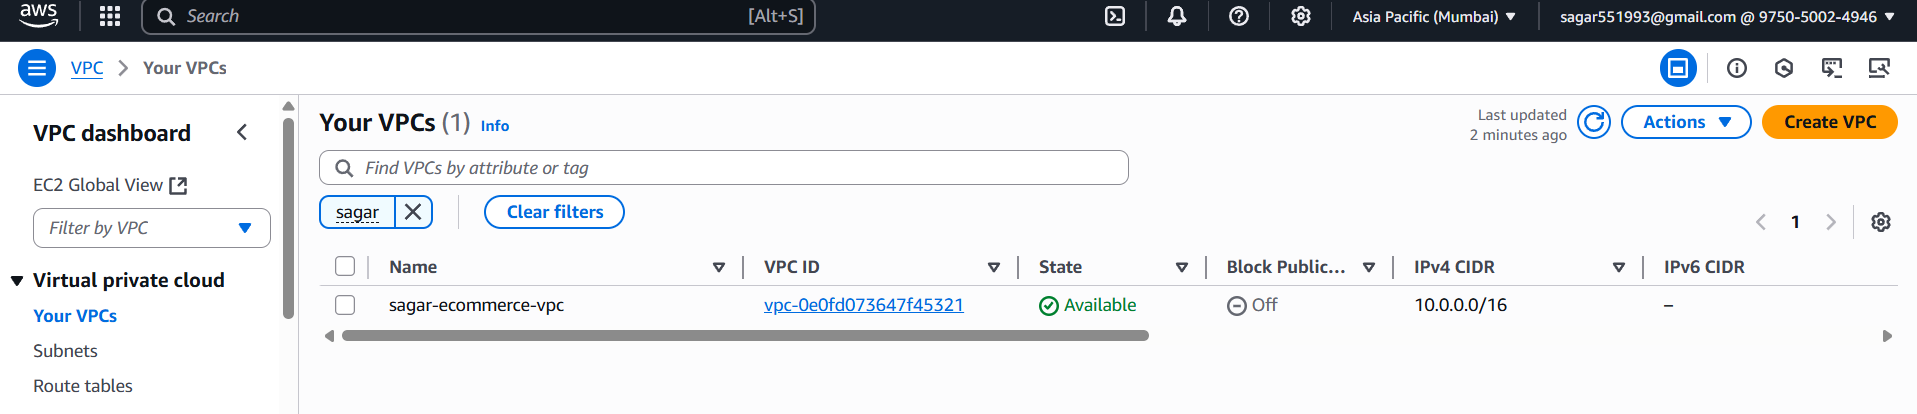 aws Search [Alt+S] Asia Pacific (Mumbai) sagar551993@gmail.com @ 9750-5002-4946
VPC Your VPCs
VPC dashboard
EC2 Global View
Filter by VPC
Virtual private cloud
Your VPCs
Subnets
Route tables
Your VPCs (1) Info
Last updated
2 minutes ago
Actions
Create VPC
Find VPCs by attribute or tag
sagar
Clear filters
1
Name VPC ID State Block Public... IPv4 CIDR IPv6 CIDR
sagar-ecommerce-vpc vpc-0e0fd073647f45321 Available Off 10.0.0.0/16 –